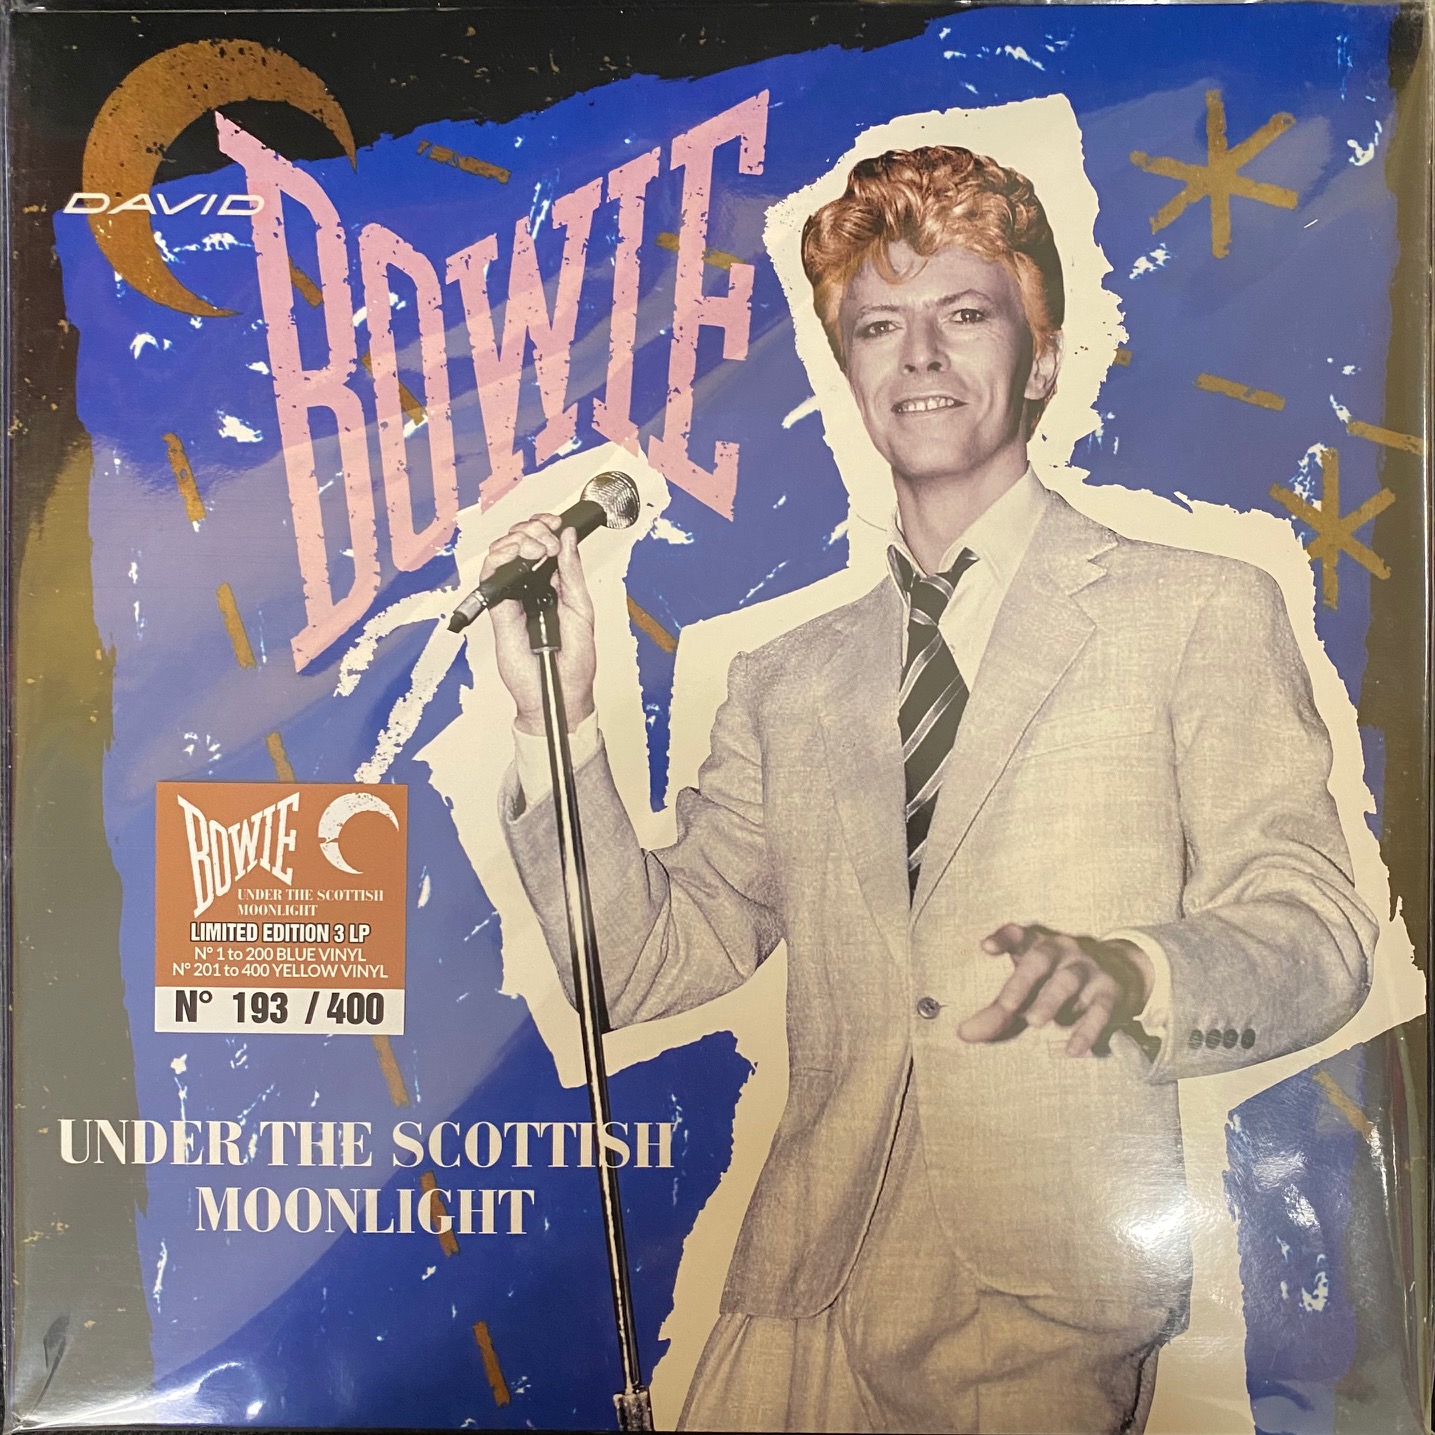 DAVID
BOWIE
BOWIE
UNDER THE SCOTTISH
MOONLIGHT
LIMITED EDITION 3 LP
N° 1 to 200 BLUE VINYL
N° 201 to 400 YELLOW VINYL
N° 193 / 400
UNDER THE SCOTTISH
MOONLIGHT